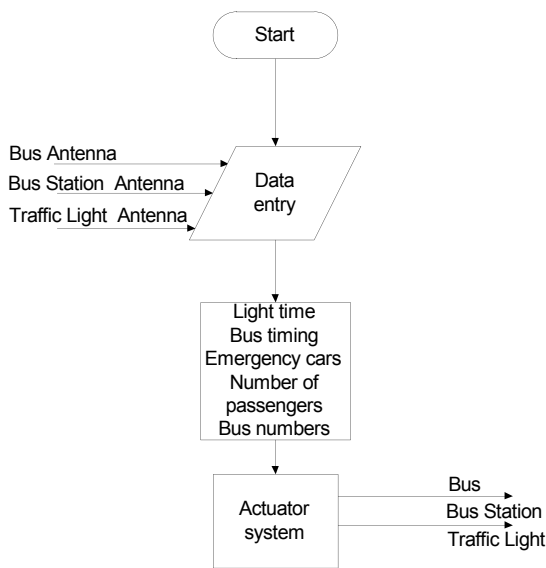 Start
Bus Antenna
Bus Station Antenna
Traffic Light Antenna
Data
entry
Light time
Bus timing
Emergency cars
Number of
passengers
Bus numbers
Actuator
system
Bus
Bus Station
Traffic Light